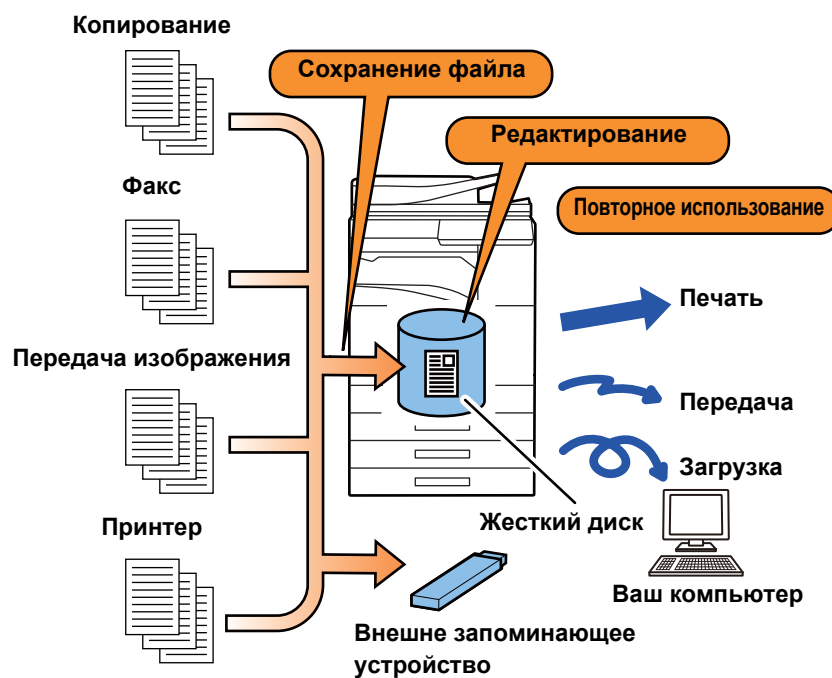 Копирование
Сохранение файла
Редактирование
Факс
Повторное использование
Печать
Передача изображения
Передача
Загрузка
Принтер
Жесткий диск
Ваш компьютер
Внешне запоминающее
устройство